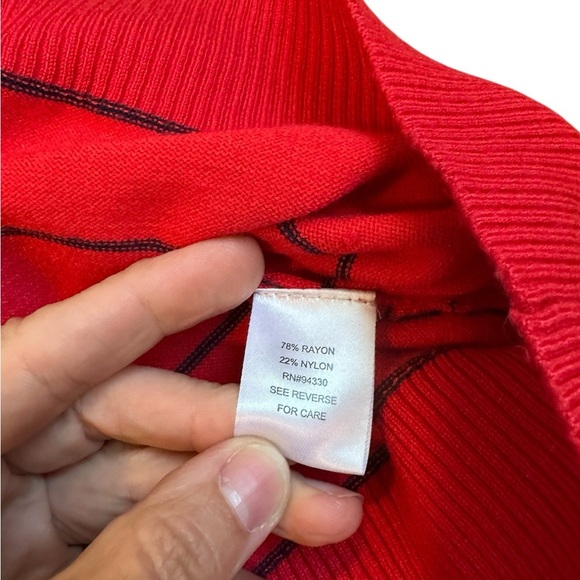 78% RAYON
22% NYLON
RN#94330
SEE REVERSE
FOR CARE